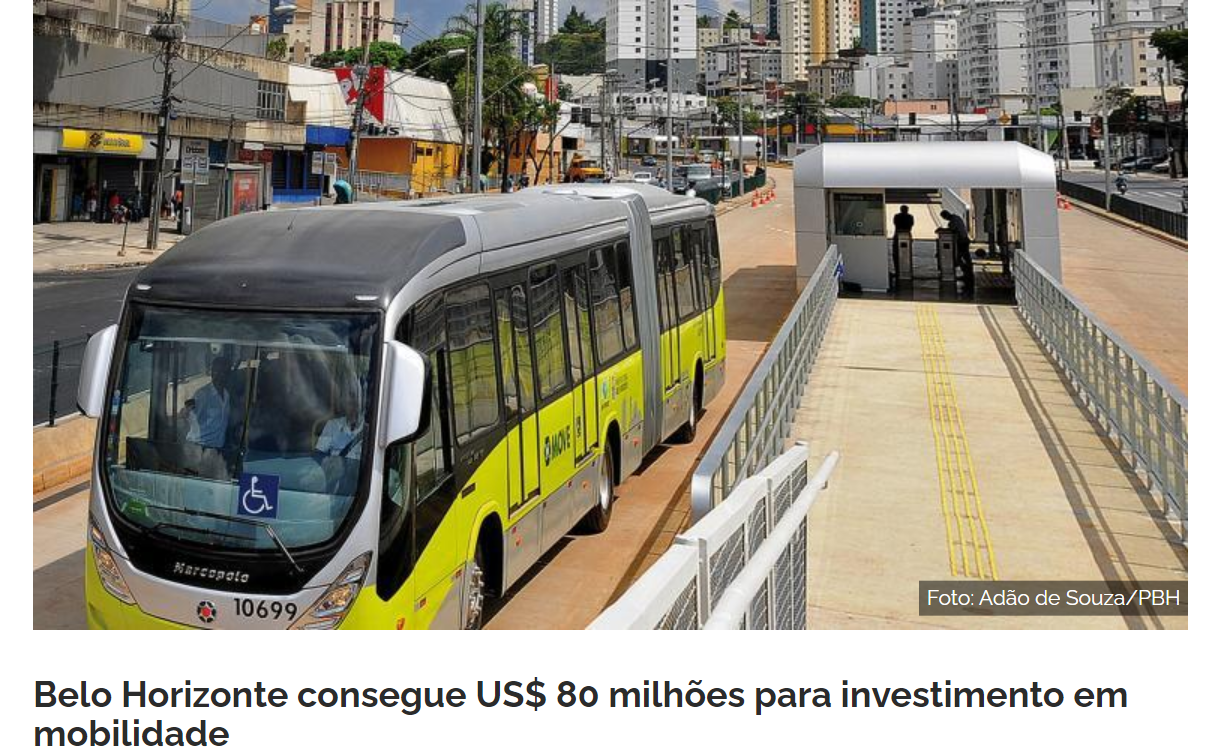 MOVE
Marcopolo
10699
Foto: Adão de Souza/PBH
Belo Horizonte consegue US$ 80 milhões para investimento em
mobilidade